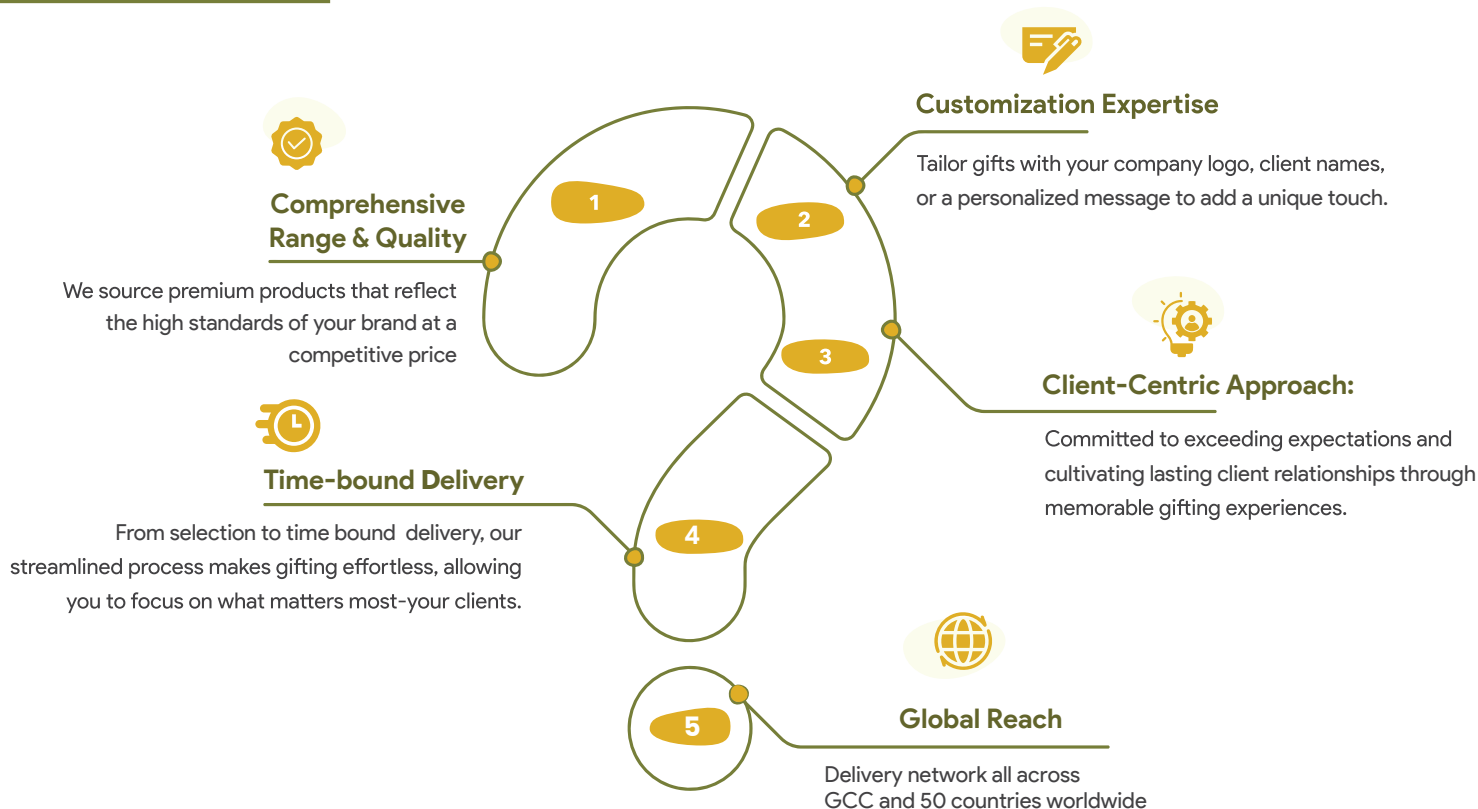 1
Comprehensive
Range & Quality
We source premium products that reflect
the high standards of your brand at a
competitive price
2
Customization Expertise
Tailor gifts with your company logo, client names,
or a personalized message to add a unique touch.
3
Client-Centric Approach:
Committed to exceeding expectations and
cultivating lasting client relationships through
memorable gifting experiences.
4
Time-bound Delivery
From selection to time bound  delivery, our
streamlined process makes gifting effortless, allowing
you to focus on what matters most-your clients.
5
Global Reach
Delivery network all across
GCC and 50 countries worldwide